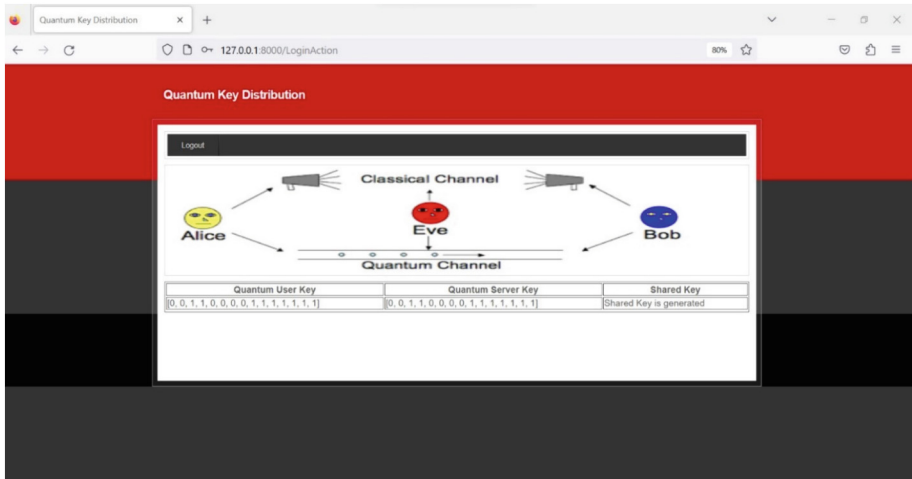 Quantum Key Distribution
127.0.0.1:8000/LoginAction
80%
Quantum Key Distribution
Logout
Classical Channel
Alice
Eve
Bob
Quantum Channel
Quantum User Key Quantum Server Key Shared Key
[0, 0, 1, 1, 0, 0, 0, 0, 1, 1, 1, 1, 1, 1, 1, 1] [0, 0, 1, 1, 0, 0, 0, 0, 1, 1, 1, 1, 1, 1, 1, 1] Shared Key is generated